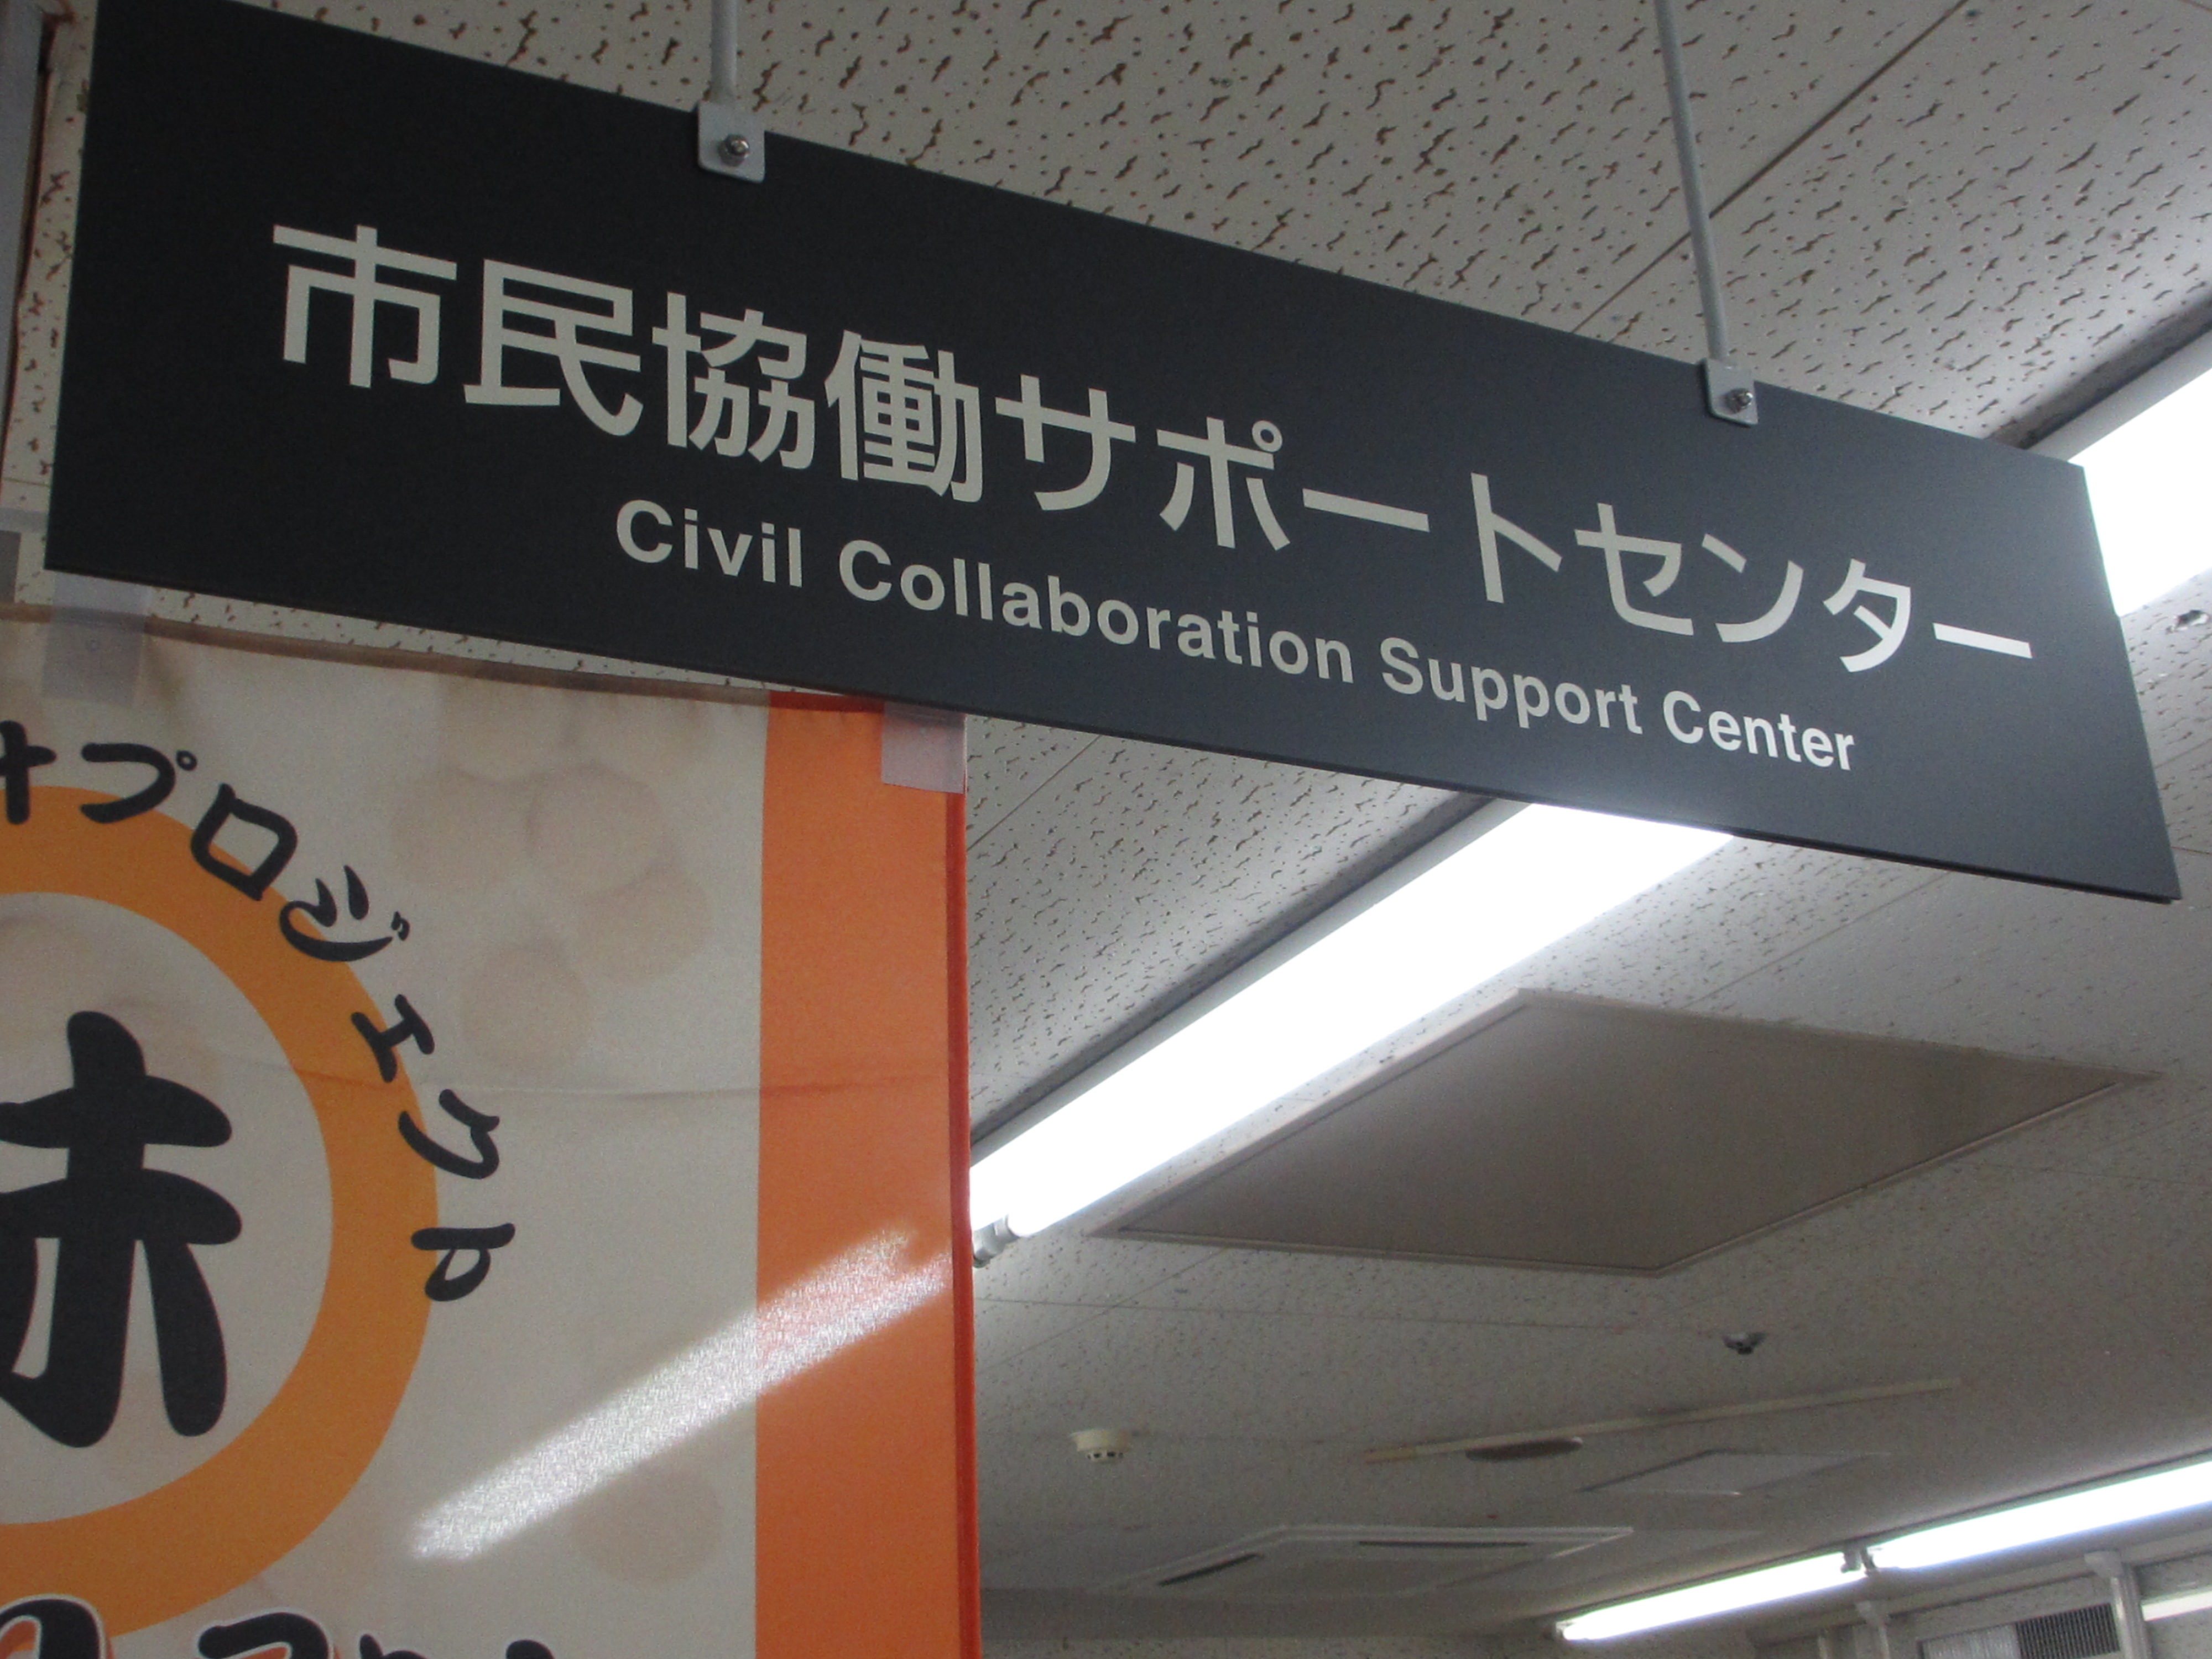 市民協働サポートセンター
Civil Collaboration Support Center
プロジェクト
味